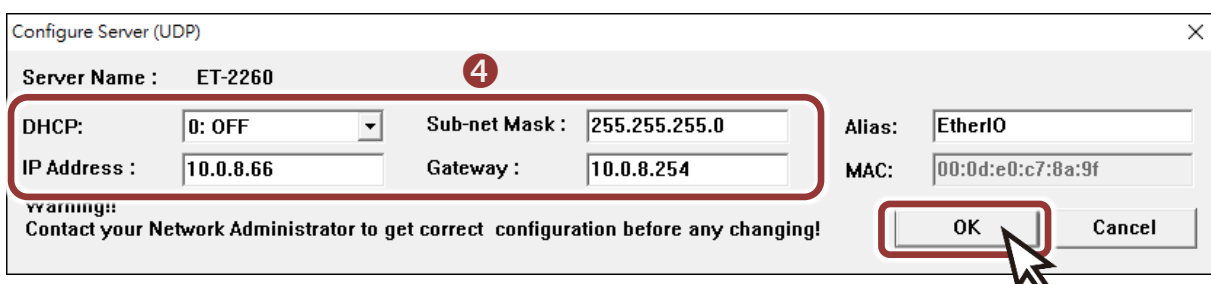 Configure Server (UDP)
Server Name : ET-2260
4
DHCP: 0: OFF Sub-net Mask : 255.255.255.0 Alias: EtherIO
IP Address : 10.0.8.66 Gateway : 10.0.8.254 MAC: 00:0d:e0:c7:8a:9f
Warning!!
Contact your Network Administrator to get correct configuration before any changing!
OK Cancel